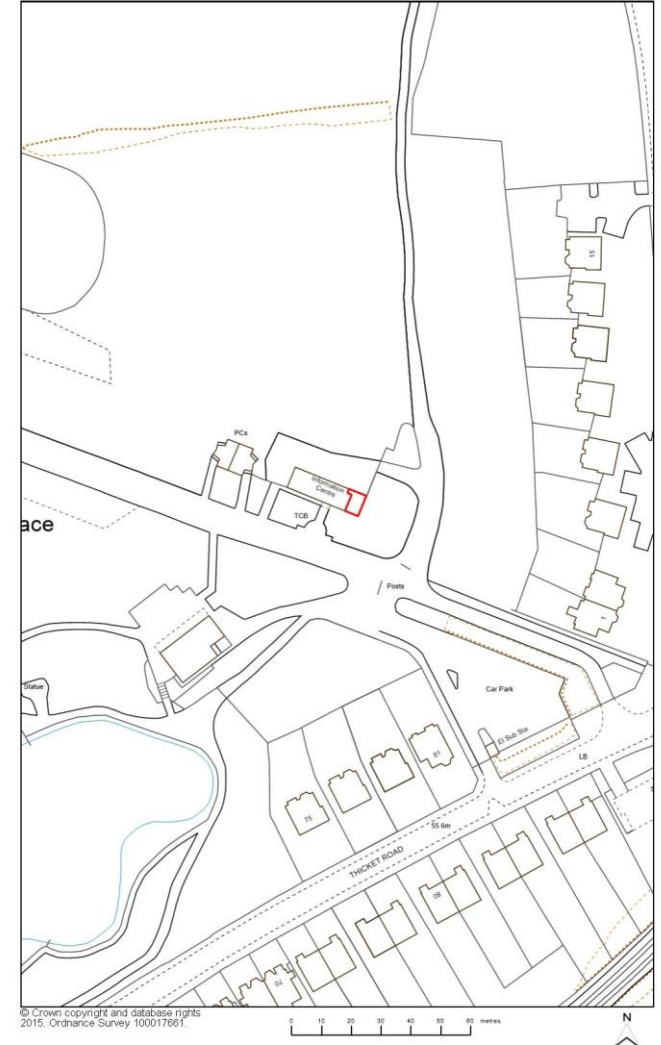 15
PCs
Information
Centre
TCB
ace
Posts
Statue
Car Park
El Sub Sta
81
LB
75
55.6m
THICKET ROAD
80
70
© Crown copyright and database rights
2015. Ordnance Survey 100017661.
0 10 20 30 40 50 60 metres
N